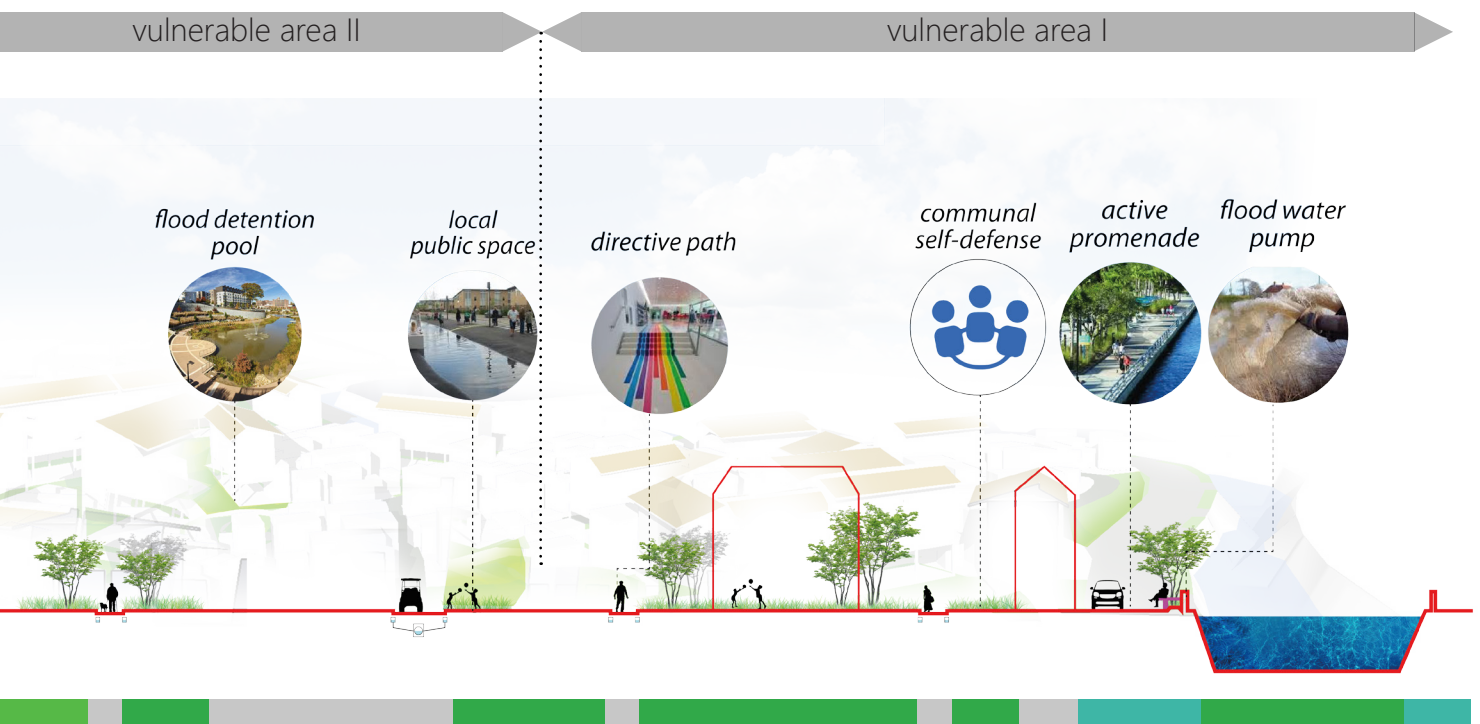 vulnerable area II
vulnerable area I
flood detention
pool
local
public space
directive path
communal
self-defense
active
promenade
flood water
pump